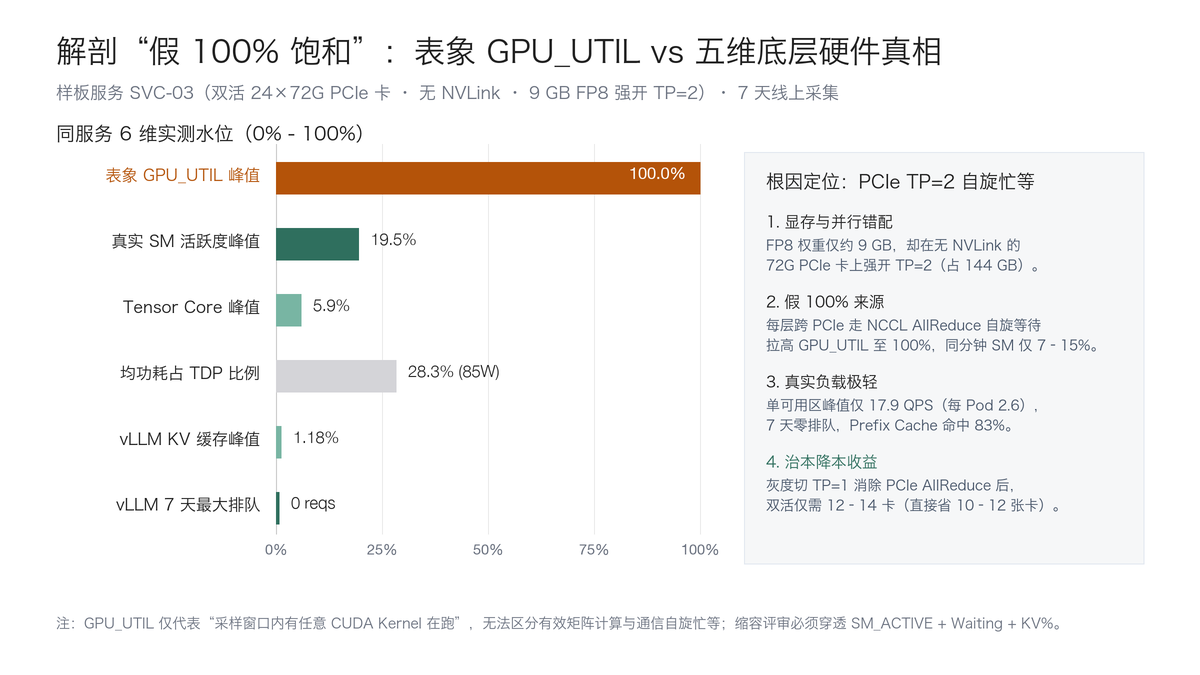 解剖“假 100% 饱和”：表象 GPU_UTIL vs 五维底层硬件真相
样板服务 SVC-03（双活 24×72G PCIe 卡 · 无 NVLink · 9 GB FP8 强开 TP=2）· 7 天线上采集
同服务 6 维实测水位（0% - 100%）
表象 GPU_UTIL 峰值
100.0%
真实 SM 活跃度峰值
19.5%
Tensor Core 峰值
5.9%
均功耗占 TDP 比例
28.3% (85W)
vLLM KV 缓存峰值
1.18%
vLLM 7 天最大排队
0 reqs
0%
25%
50%
75%
100%
根因定位：PCIe TP=2 自旋忙等
1. 显存与并行错配
FP8 权重仅约 9 GB，却在无 NVLink 的
72G PCIe 卡上强开 TP=2（占 144 GB）。
2. 假 100% 来源
每层跨 PCIe 走 NCCL AllReduce 自旋等待
拉高 GPU_UTIL 至 100%，同分钟 SM 仅 7 - 15%。
3. 真实负载极轻
单可用区峰值仅 17.9 QPS（每 Pod 2.6），
7 天零排队，Prefix Cache 命中 83%。
4. 治本降本收益
灰度切 TP=1 消除 PCIe AllReduce 后，
双活仅需 12 - 14 卡（直接省 10 - 12 张卡）。
注：GPU_UTIL 仅代表“采样窗口内有任意 CUDA Kernel 在跑”，无法区分有效矩阵计算与通信自旋忙等；缩容评审必须穿透 SM_ACTIVE + Waiting + KV%。